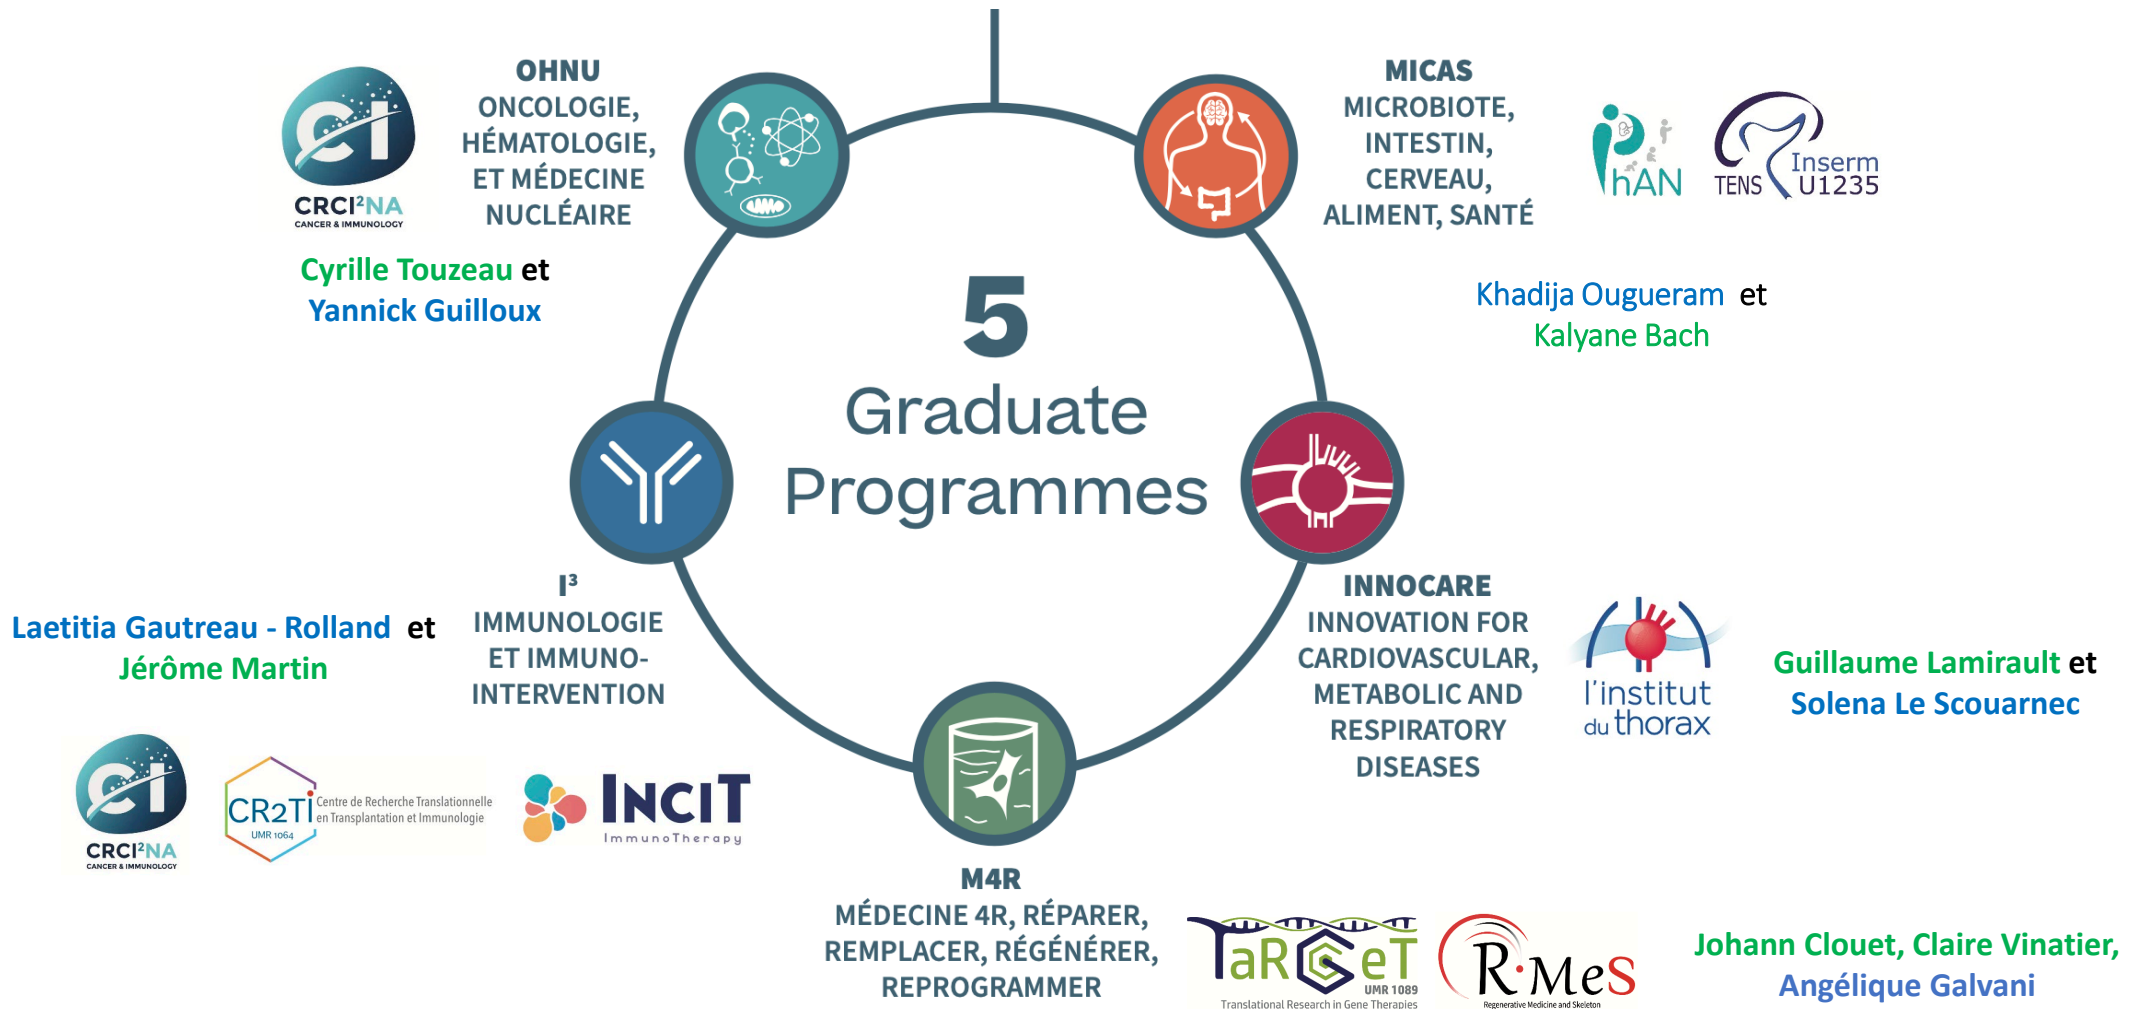 OHNU
ONCOLOGIE,
HÉMATOLOGIE,
ET MÉDECINE
NUCLÉAIRE
CI
CRCI²NA
CANCER & IMMUNOLOGY
Cyrille Touzeau et
Yannick Guilloux
MICAS
MICROBIOTE,
INTESTIN,
CERVEAU,
ALIMENT, SANTÉ
PhAN
TENS
Inserm
U1235
Khadija Ougueram et
Kalyane Bach
5
Graduate
Programmes
I³
IMMUNOLOGIE
ET IMMUNO-
INTERVENTION
Laetitia Gautreau - Rolland et
Jérôme Martin
CI
CRCI²NA
CANCER & IMMUNOLOGY
CR2TI
UMR 1064
Centre de Recherche Translationnelle
en Transplantation et Immunologie
INCIT
ImmunoTherapy
INNOCARE
INNOVATION FOR
CARDIOVASCULAR,
METABOLIC AND
RESPIRATORY
DISEASES
l'institut
du thorax
Guillaume Lamirault et
Solena Le Scouarnec
M4R
MÉDECINE 4R, RÉPARER,
REMPLACER, RÉGÉNÉRER,
REPROGRAMMER
TaRGeT
UMR 1089
Translational Research in Gene Therapies
R·MeS
Regenerative Medicine and Skeleton
Johann Clouet, Claire Vinatier,
Angélique Galvani